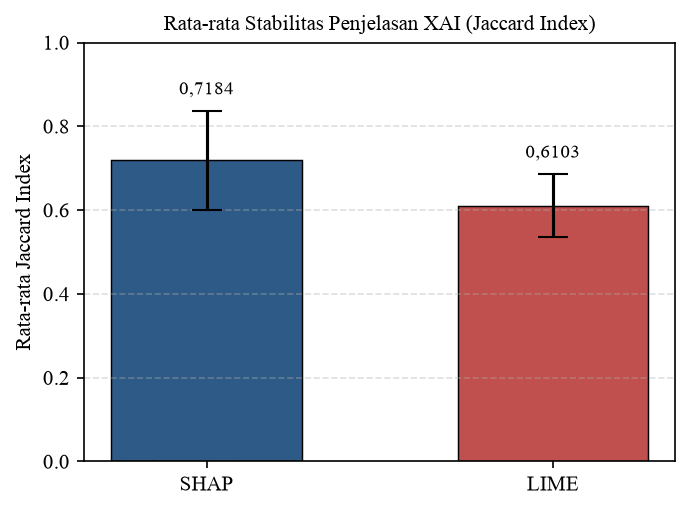 Rata-rata Stabilitas Penjelasan XAI (Jaccard Index)
Rata-rata Jaccard Index
1.0
0.8
0.6
0.4
0.2
0.0
0,7184
0,6103
SHAP
LIME